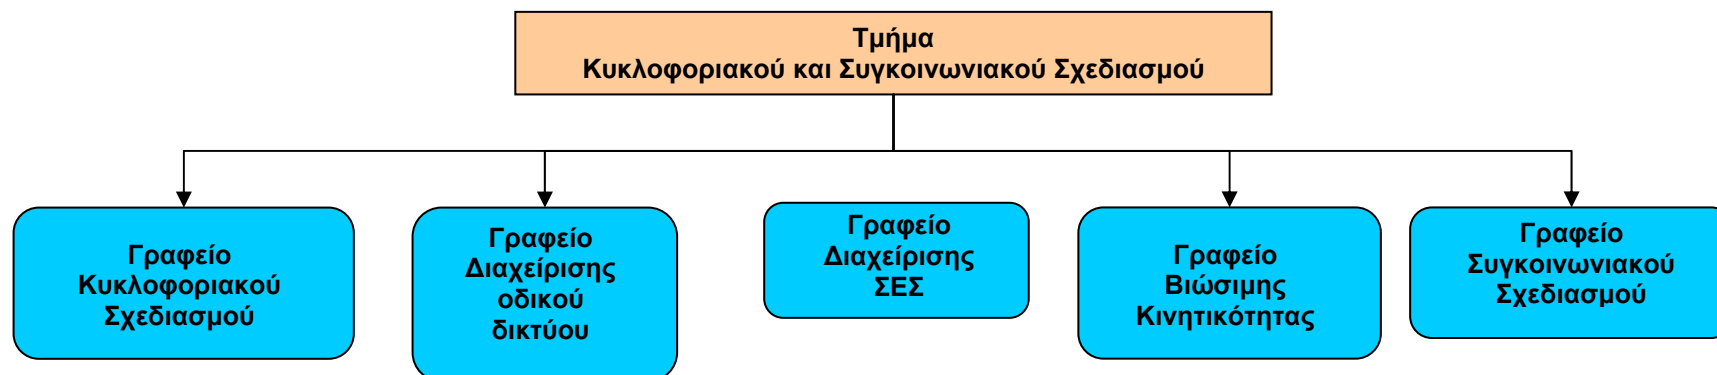 Τμήμα
Κυκλοφοριακού και Συγκοινωνιακού Σχεδιασμού
Γραφείο
Κυκλοφοριακού
Σχεδιασμού
Γραφείο
Διαχείρισης
οδικού
δικτύου
Γραφείο
Διαχείρισης
ΣΕΣ
Γραφείο
Βιώσιμης
Κινητικότητας
Γραφείο
Συγκοινωνιακού
Σχεδιασμού